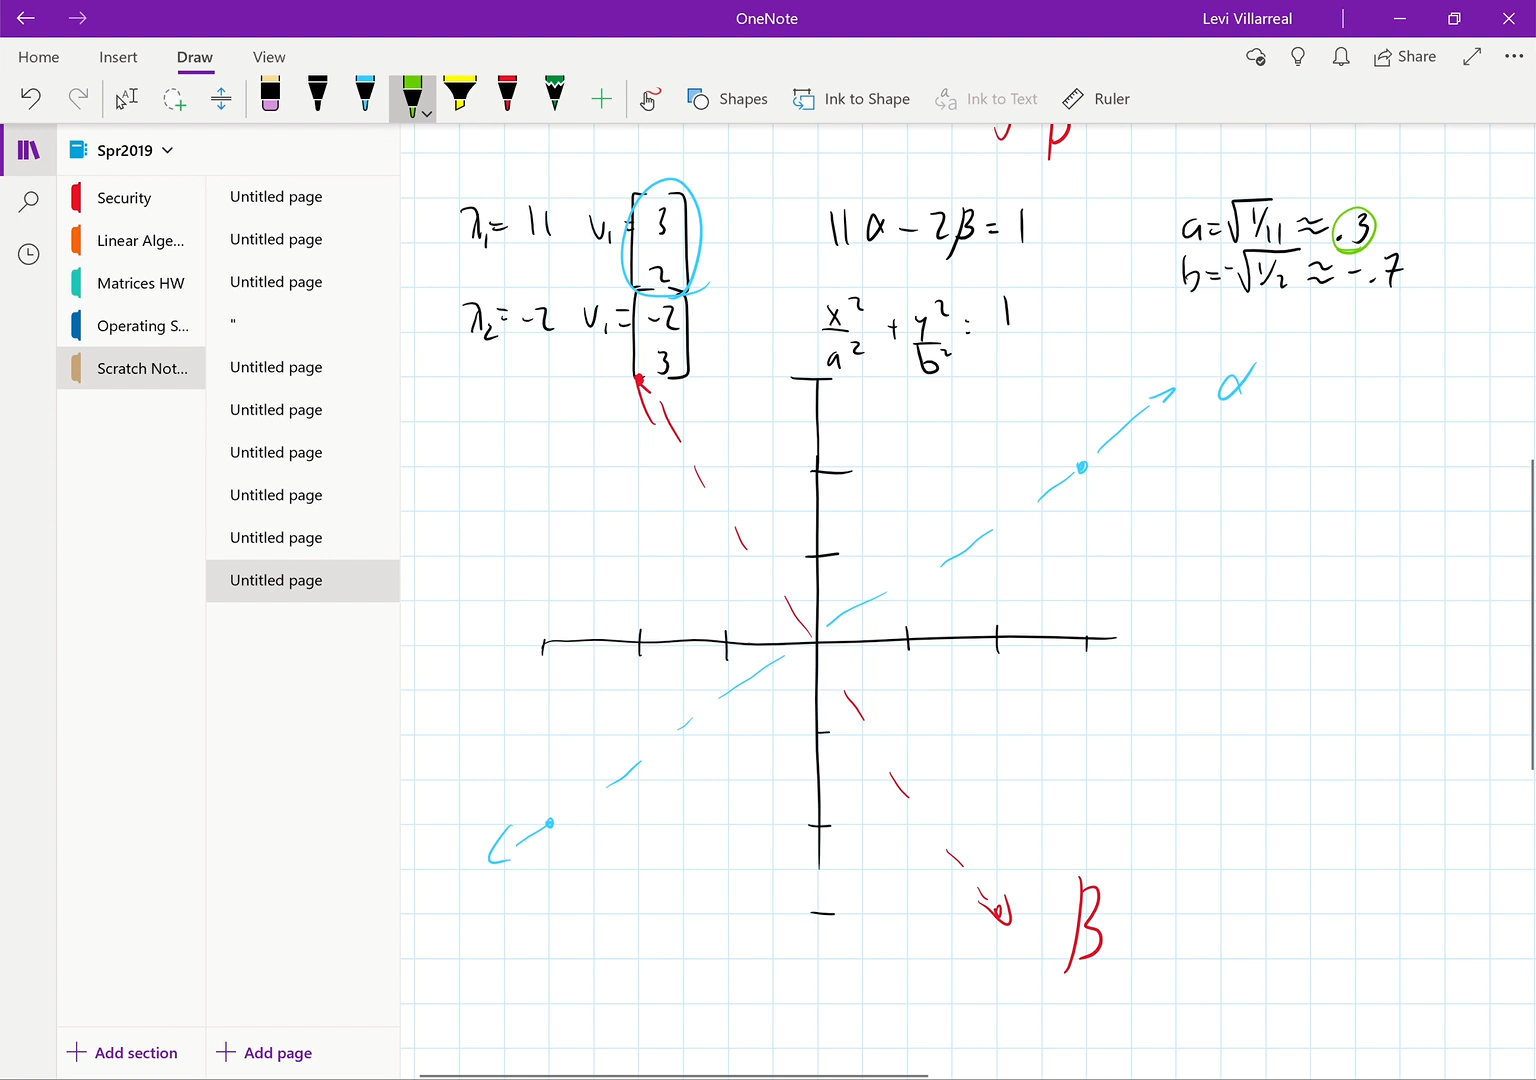 OneNote
Levi Villarreal
Home Insert Draw View
Share
Shapes
Ink to Shape
Ink to Text
Ruler
Spr2019
Security
Linear Alge...
Matrices HW
Operating S...
Scratch Not...
Untitled page
Untitled page
Untitled page
"
Untitled page
Untitled page
Untitled page
Untitled page
Untitled page
Untitled page
Add section
Add page
λ₁ = 11 v₁ = [3 2]
λ₂ = -2 v₁ = [-2 3]
11α - 2β = 1
x²/a² + y²/b² = 1
a = √1/11 ≈ .3
b = -√1/2 ≈ -.7
α
β